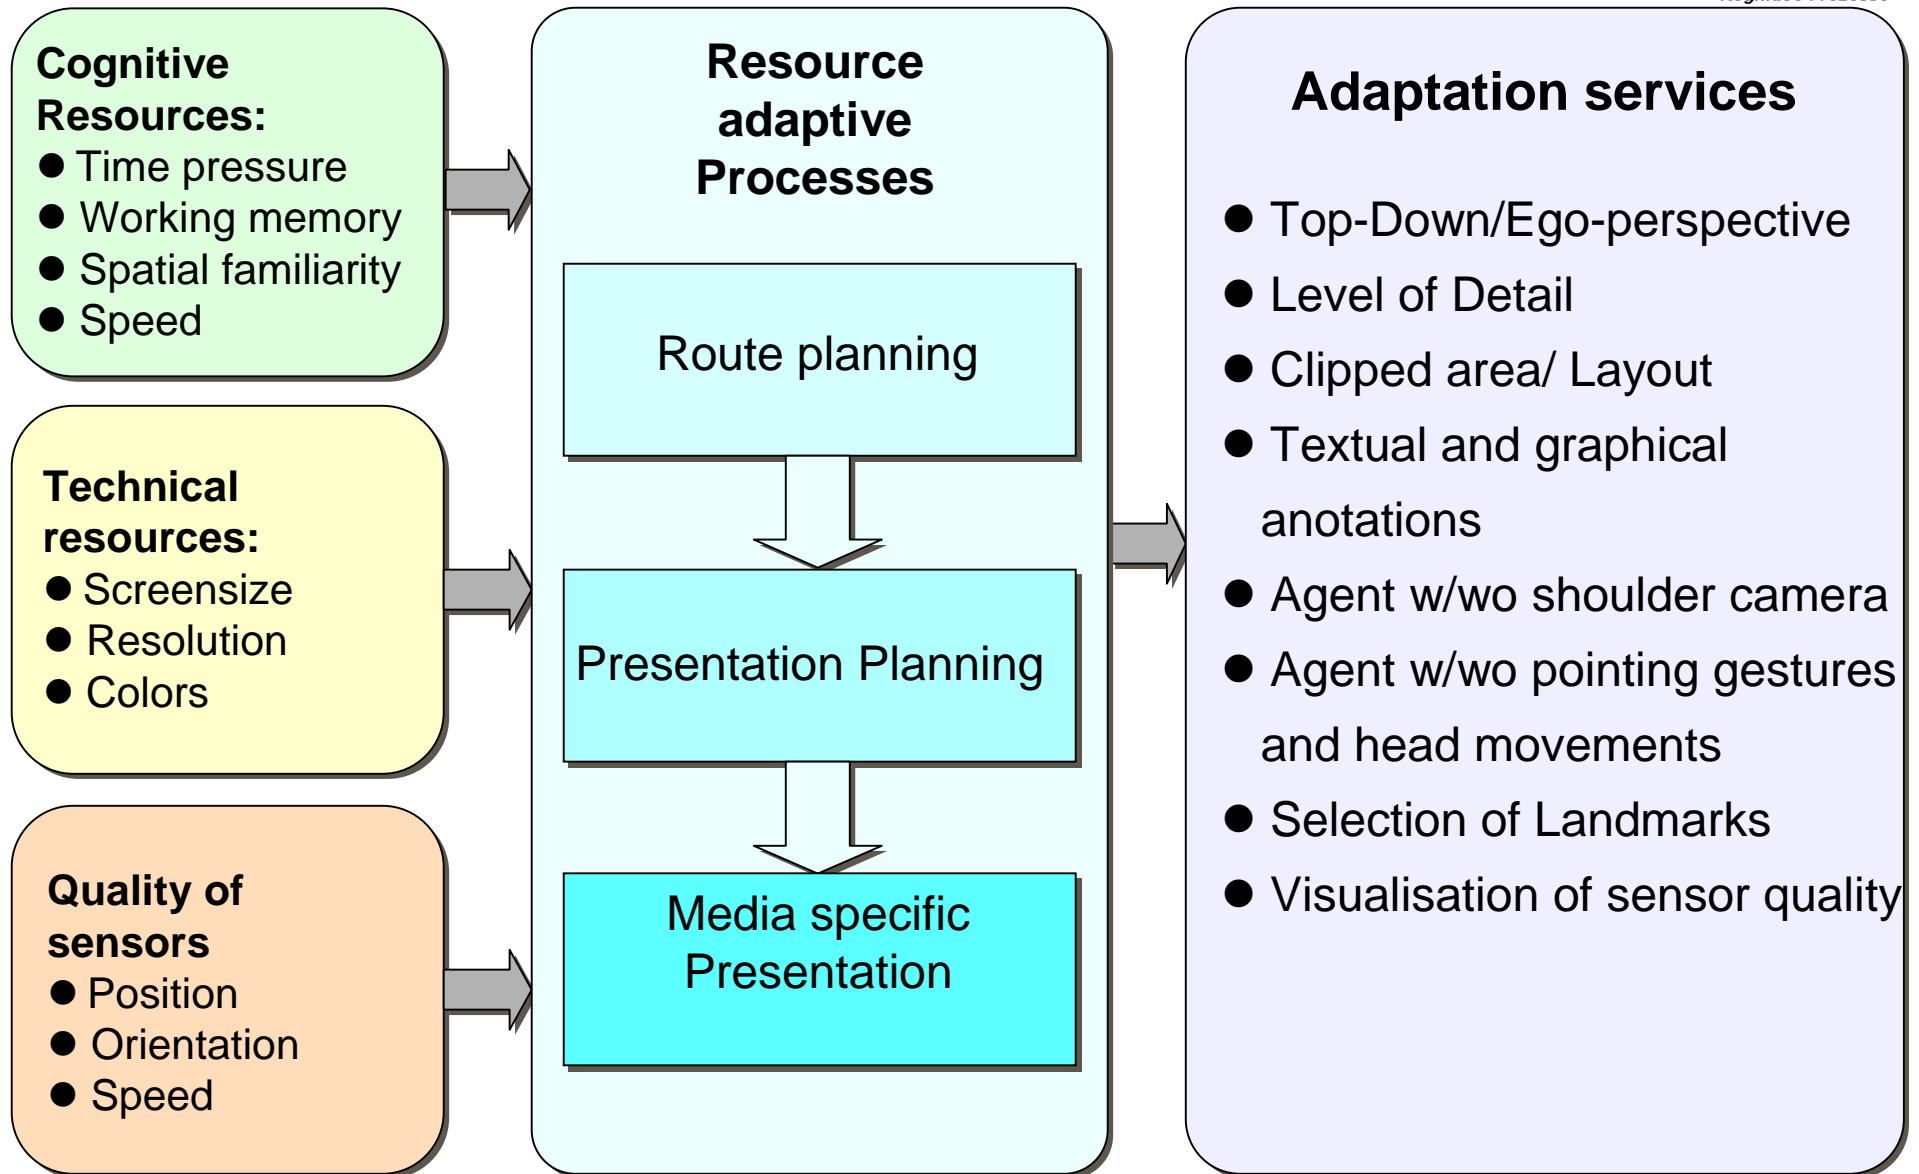 Cognitive
Resources:
● Time pressure
● Working memory
● Spatial familiarity
● Speed
Technical
resources:
● Screensize
● Resolution
● Colors
Quality of
sensors
● Position
● Orientation
● Speed
Resource
adaptive
Processes
Route planning
Presentation Planning
Media specific
Presentation
Adaptation services
● Top-Down/Ego-perspective
● Level of Detail
● Clipped area/ Layout
● Textual and graphical
anotations
● Agent w/wo shoulder camera
● Agent w/wo pointing gestures
and head movements
● Selection of Landmarks
● Visualisation of sensor quality